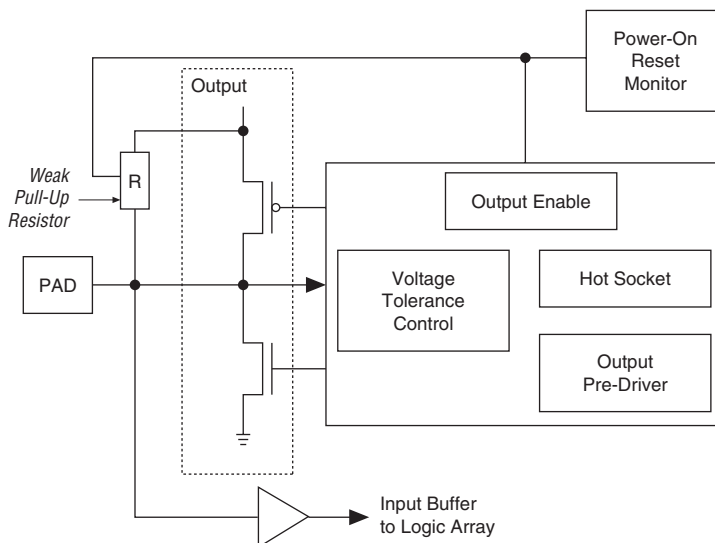 Power-On
Reset
Monitor
Output
Weak
Pull-Up
Resistor
R
Output Enable
PAD
Voltage
Tolerance
Control
Hot Socket
Output
Pre-Driver
Input Buffer
to Logic Array